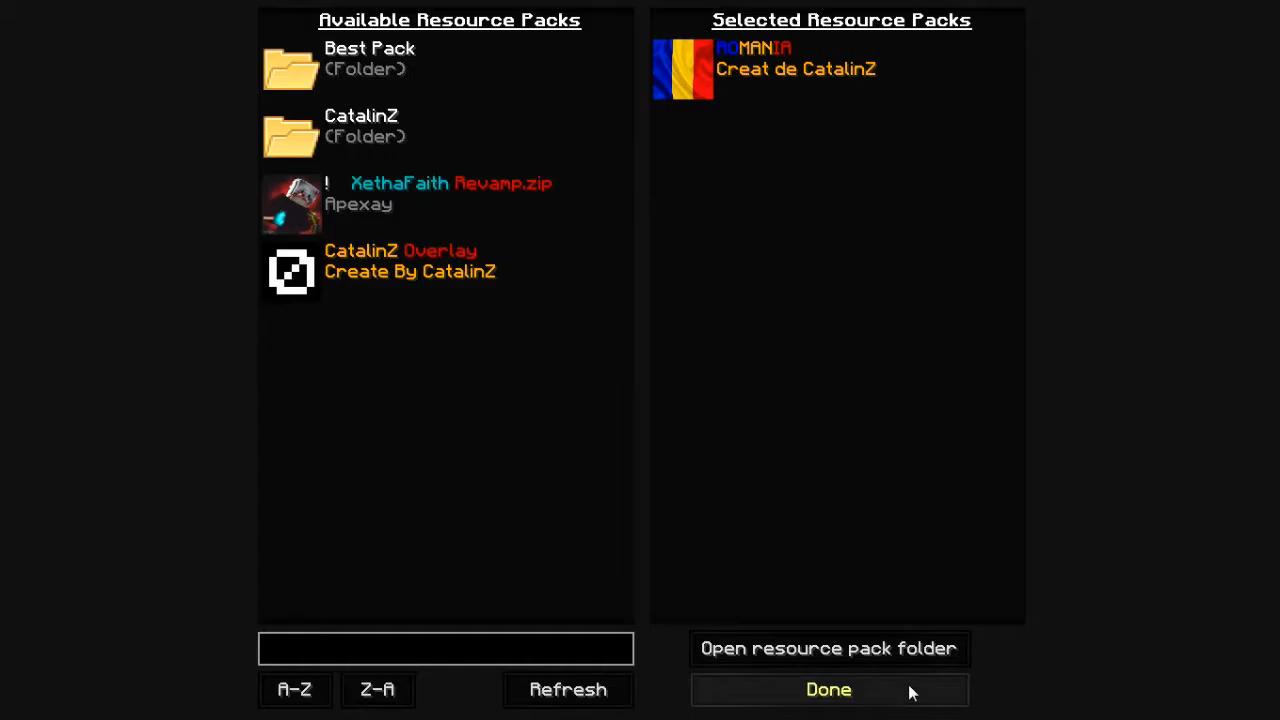 Available Resource Packs
Best Pack
(Folder)
CatalinZ
(Folder)
! XethaFaith Revamp.zip
Apexay
CatalinZ Overlay
Create By CatalinZ
A-Z
Z-A
Refresh
Selected Resource Packs
ROMANIA
Creat de CatalinZ
Open resource pack folder
Done